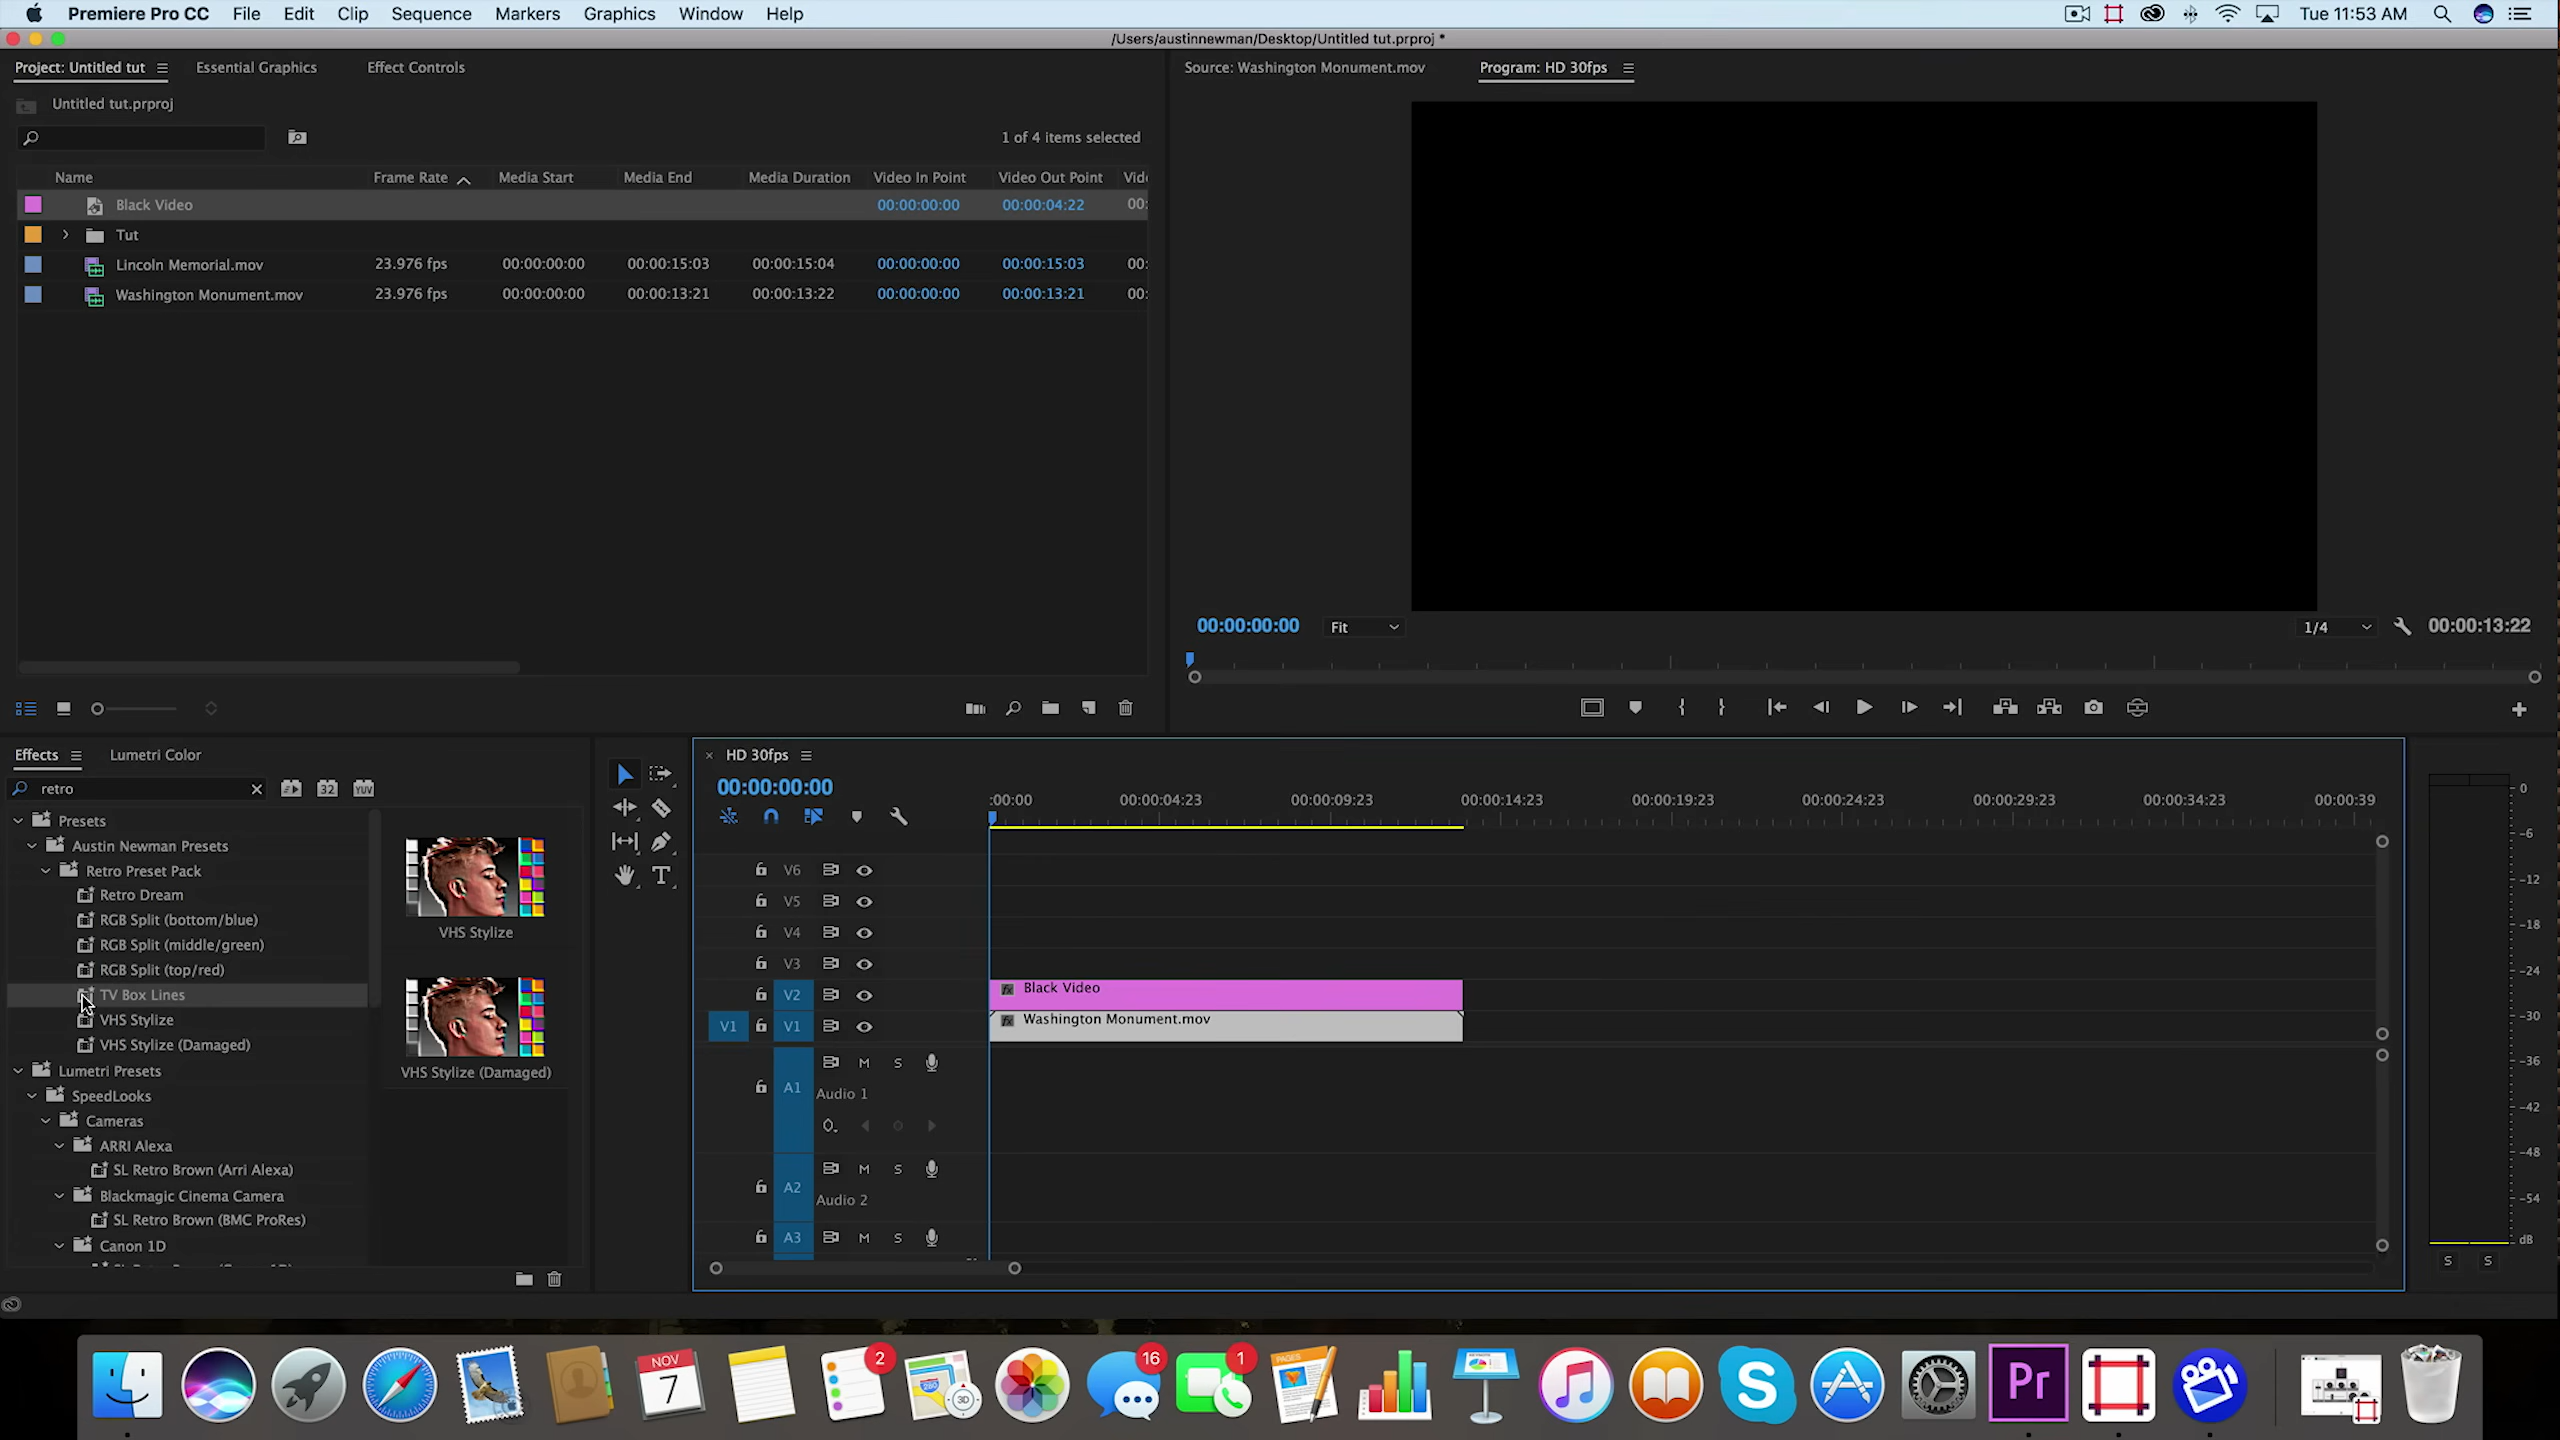 Premiere Pro CC File Edit Clip Sequence Markers Graphics Window Help Tue 11:53 AM
/Users/austinnewman/Desktop/Untitled tut.prproj *
Project: Untitled tut Essential Graphics Effect Controls
Source: Washington Monument.mov Program: HD 30fps
Untitled tut.prproj
1 of 4 items selected
Name Frame Rate Media Start Media End Media Duration Video In Point Video Out Point Vide
Black Video 00:00:00:00 00:00:04:22 00:
Tut
Lincoln Memorial.mov 23.976 fps 00:00:00:00 00:00:15:03 00:00:15:04 00:00:00:00 00:00:15:03 00:
Washington Monument.mov 23.976 fps 00:00:00:00 00:00:13:21 00:00:13:22 00:00:00:00 00:00:13:21 00:
00:00:00:00 Fit 1/4 00:00:13:22
Effects Lumetri Color
retro 32 YUV
Presets
Austin Newman Presets
Retro Preset Pack
Retro Dream
RGB Split (bottom/blue)
RGB Split (middle/green)
RGB Split (top/red)
TV Box Lines
VHS Stylize
VHS Stylize (Damaged)
Lumetri Presets
SpeedLooks
Cameras
ARRI Alexa
SL Retro Brown (Arri Alexa)
Blackmagic Cinema Camera
SL Retro Brown (BMC ProRes)
Canon 1D
VHS Stylize
VHS Stylize (Damaged)
T
HD 30fps
00:00:00:00
:00:00 00:00:04:23 00:00:09:23 00:00:14:23 00:00:19:23 00:00:24:23 00:00:29:23 00:00:34:23 00:00:39
V6
V5
V4
V3
V2 Black Video
V1 V1 Washington Monument.mov
A1 M S
Audio 1
A2 M S
Audio 2
A3 M S
0
-6
-12
-18
-24
-30
-36
-42
-48
-54
dB
S S
NOV
7
2
280
3D
16
1
PAGES
S
Pr